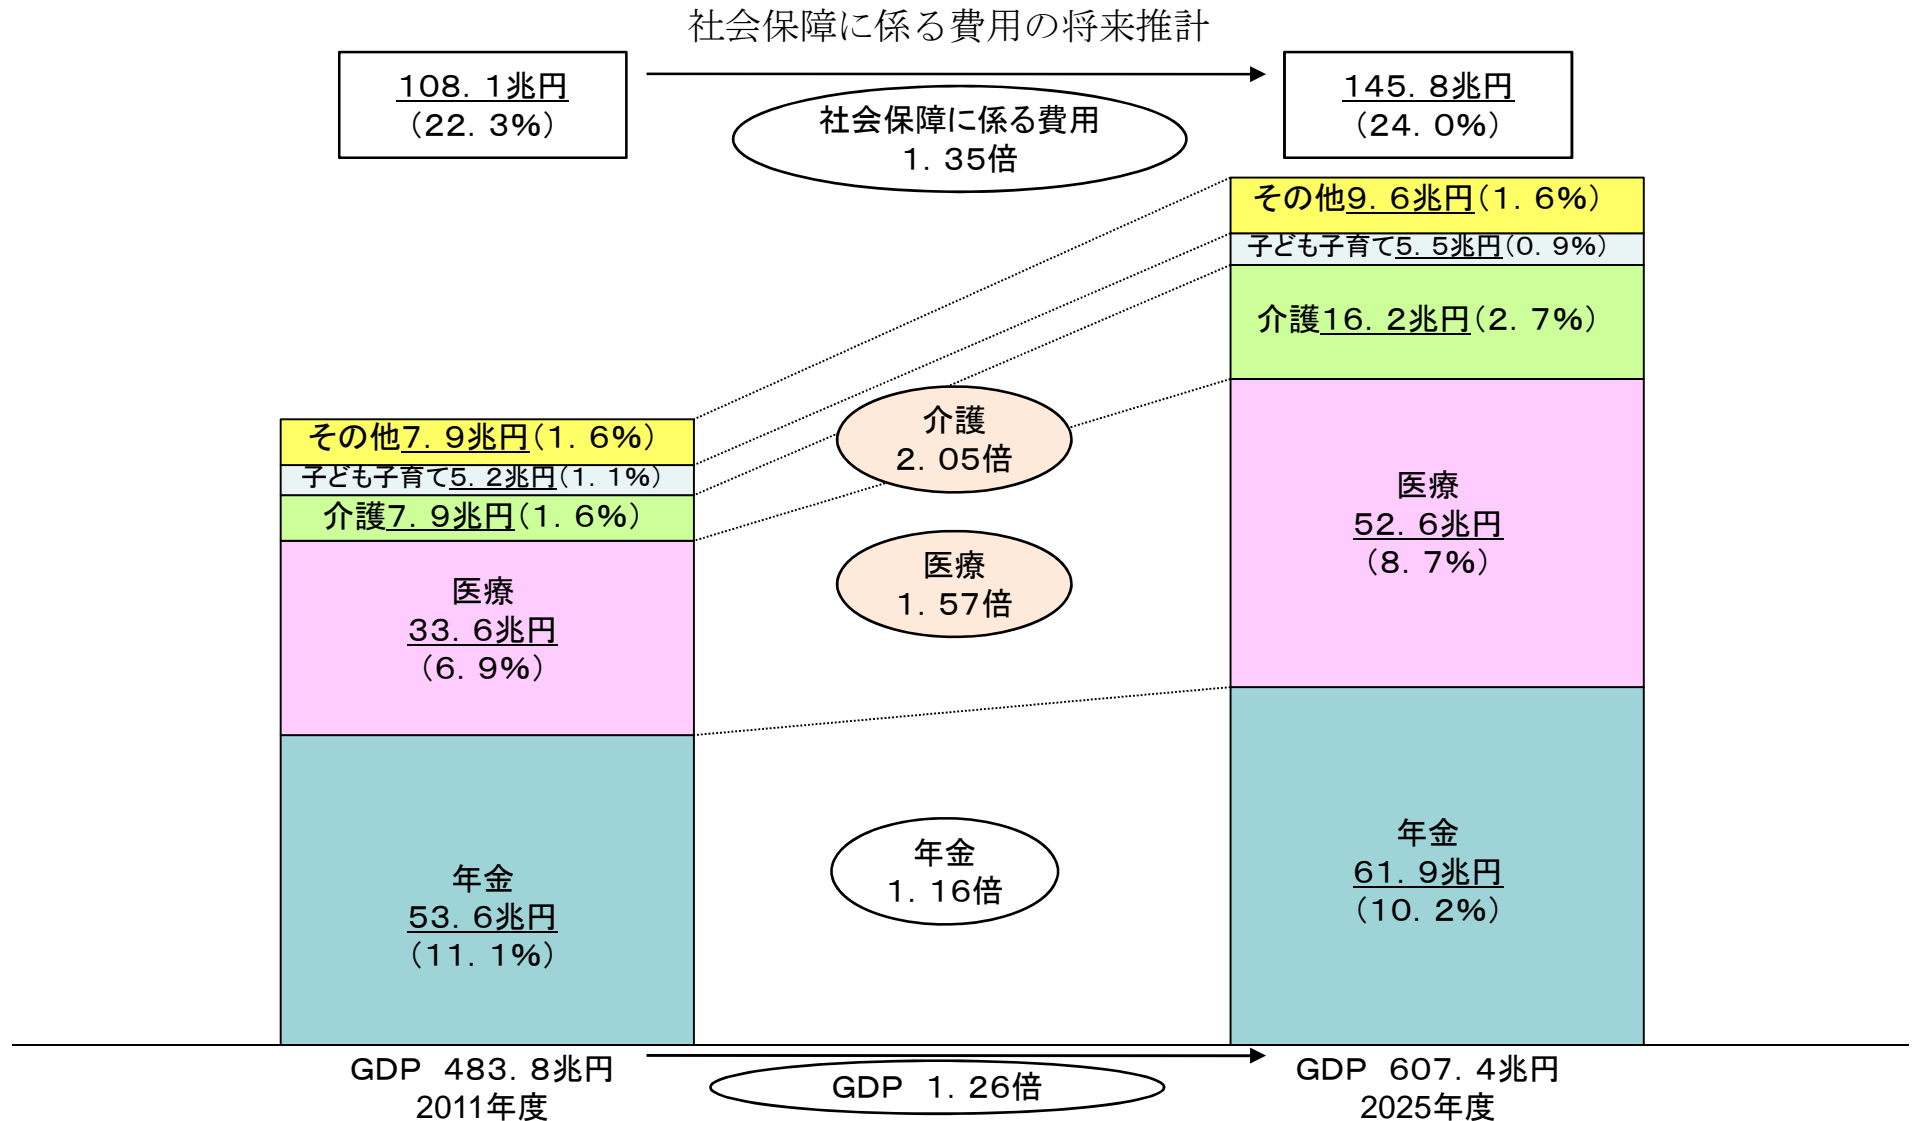 社会保障に係る費用の将来推計
108．1兆円
（22．3％）
社会保障に係る費用
1．35倍
145．8兆円
（24．0％）
その他9．6兆円（1．6％）
子ども子育て5．5兆円（0．9％）
介護16．2兆円（2．7％）
医療
52．6兆円
（8．7％）
年金
61．9兆円
（10．2％）
その他7．9兆円（1．6％）
子ども子育て5．2兆円（1．1％）
介護7．9兆円（1．6％）
医療
33．6兆円
（6．9％）
年金
53．6兆円
（11．1％）
介護
2．05倍
医療
1．57倍
年金
1．16倍
GDP　483．8兆円
2011年度
GDP　1．26倍
GDP　607．4兆円
2025年度